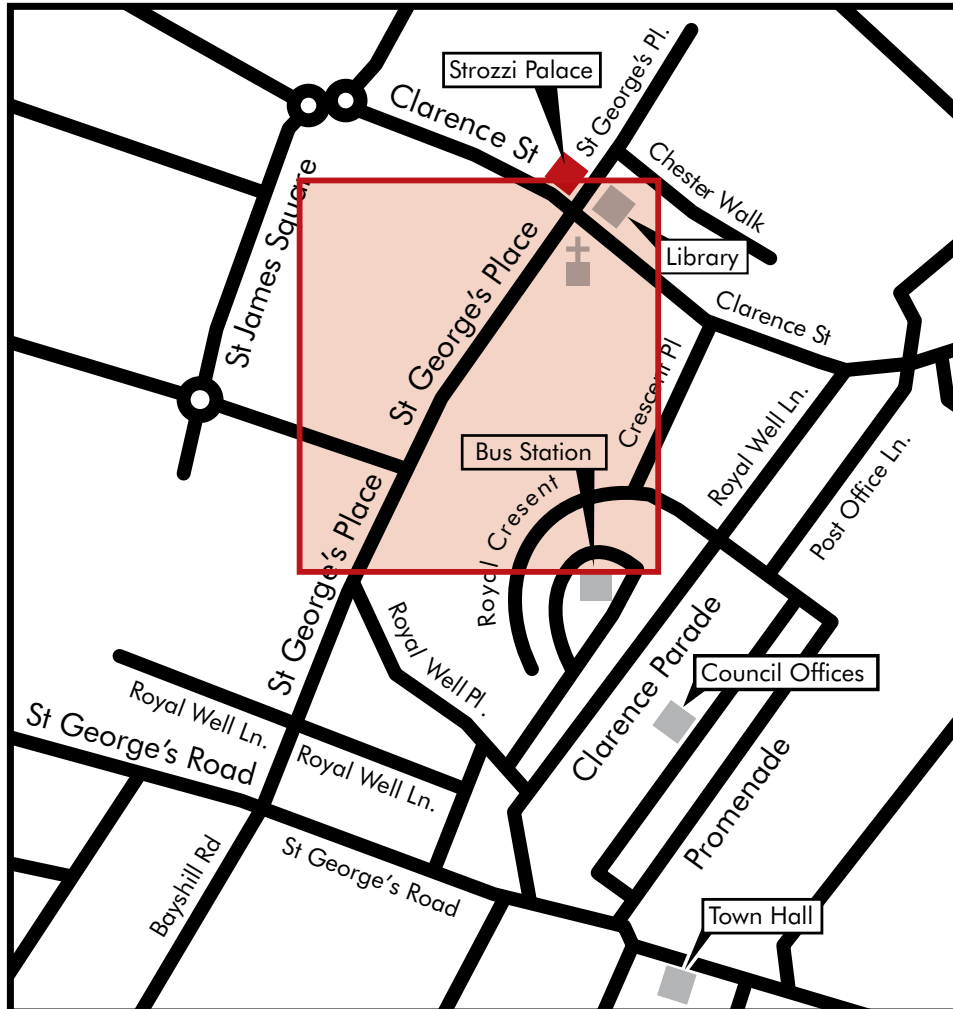 St George's Pl.
Strozzi Palace
Clarence St
Chester Walk
St James Square
Library
St George's Place
Clarence St
Crescent Pl
Royal Well Ln.
Bus Station
Post Office Ln.
Royal Cresent
St George's Place
St George's Place
Royal Well Pl.
Clarence Parade
Council Offices
Royal Well Ln.
St George's Road
Royal Well Ln.
Promenade
Bayshill Rd
St George's Road
Town Hall